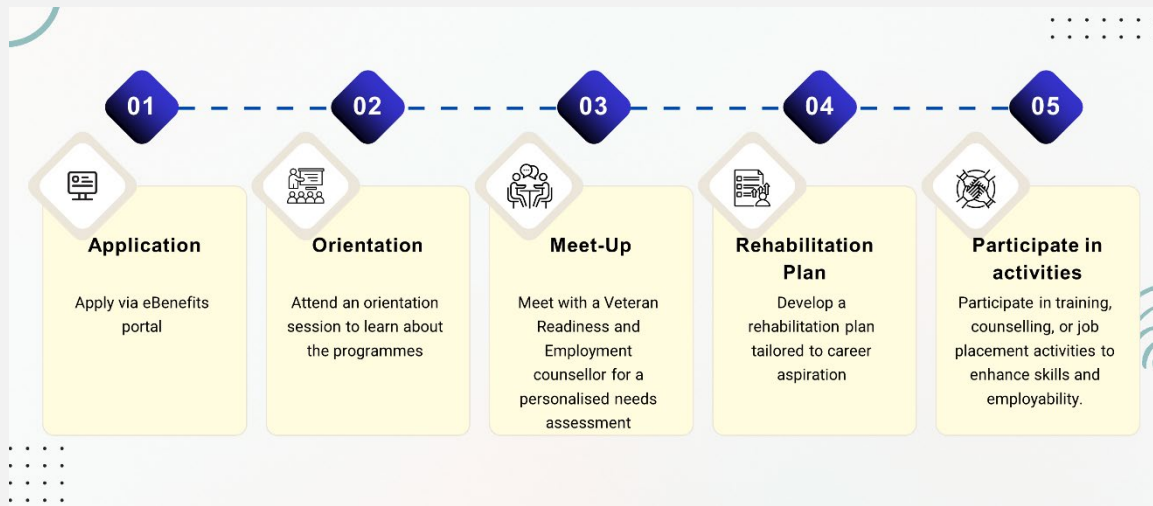 01
02
03
04
05
Application
Apply via eBenefits
portal
Orientation
Attend an orientation
session to learn about
the programmes
Meet-Up
Meet with a Veteran
Readiness and
Employment
counsellor for a
personalised needs
assessment
Rehabilitation
Plan
Develop a
rehabilitation plan
tailored to career
aspiration
Participate in
activities
Participate in training,
counselling, or job
placement activities to
enhance skills and
employability.